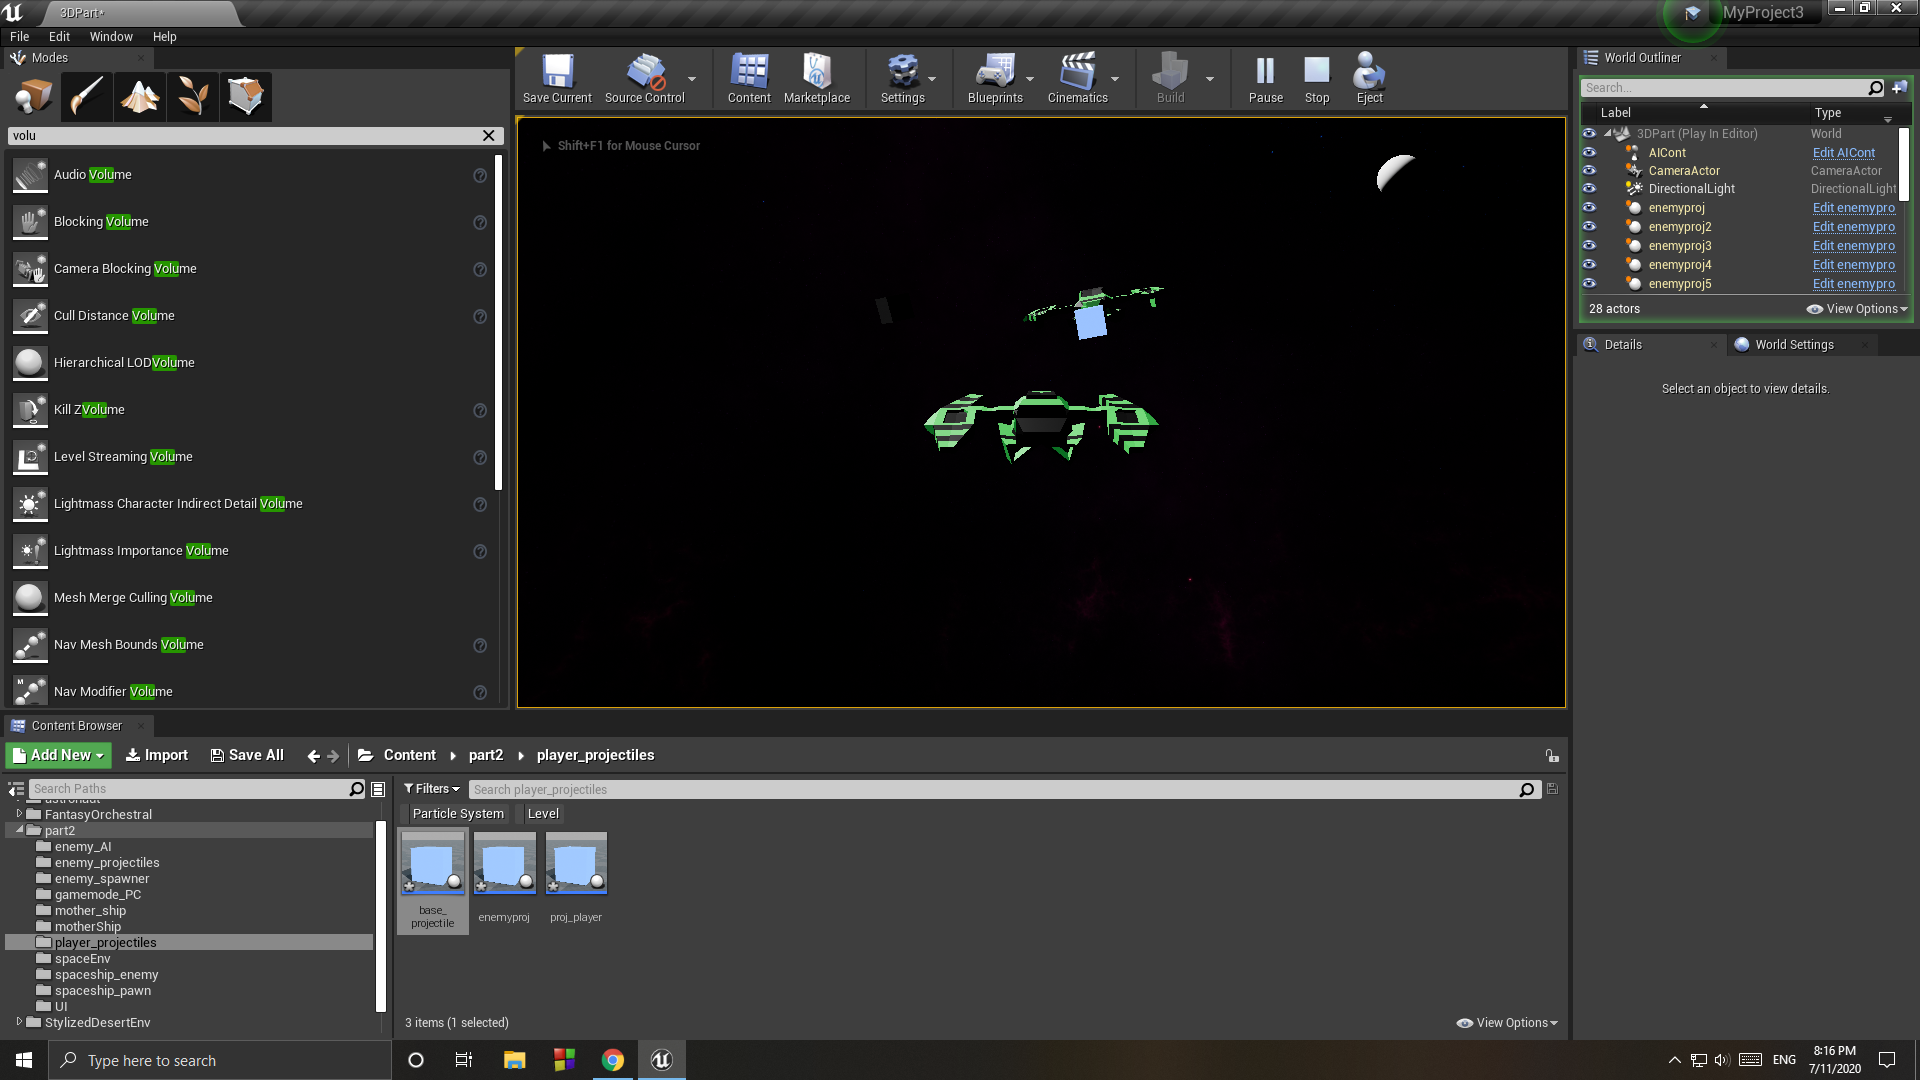 3DPart*
MyProject3
File Edit Window Help
Modes
volu
Audio Volume
Blocking Volume
Camera Blocking Volume
Cull Distance Volume
Hierarchical LODVolume
Kill ZVolume
Level Streaming Volume
Lightmass Character Indirect Detail Volume
Lightmass Importance Volume
Mesh Merge Culling Volume
Nav Mesh Bounds Volume
Nav Modifier Volume
Save Current
Source Control
Content
Marketplace
Settings
Blueprints
Cinematics
Build
Pause
Stop
Eject
Shift+F1 for Mouse Cursor
World Outliner
Search...
Label Type
3DPart (Play In Editor) World
AICont Edit AICont
CameraActor CameraActor
DirectionalLight DirectionalLight
enemyproj Edit enemypro
enemyproj2 Edit enemypro
enemyproj3 Edit enemypro
enemyproj4 Edit enemypro
enemyproj5 Edit enemypro
28 actors View Options
Details World Settings
Select an object to view details.
Content Browser
Add New Import Save All Content part2 player_projectiles
Search Paths
astronaut
FantasyOrchestral
part2
enemy_AI
enemy_projectiles
enemy_spawner
gamemode_PC
mother_ship
motherShip
player_projectiles
spaceEnv
spaceship_enemy
spaceship_pawn
UI
StylizedDesertEnv
Filters Search player_projectiles
Particle System Level
base_
projectile
enemyproj
proj_player
3 items (1 selected) View Options
Type here to search
ENG
8:16 PM
7/11/2020